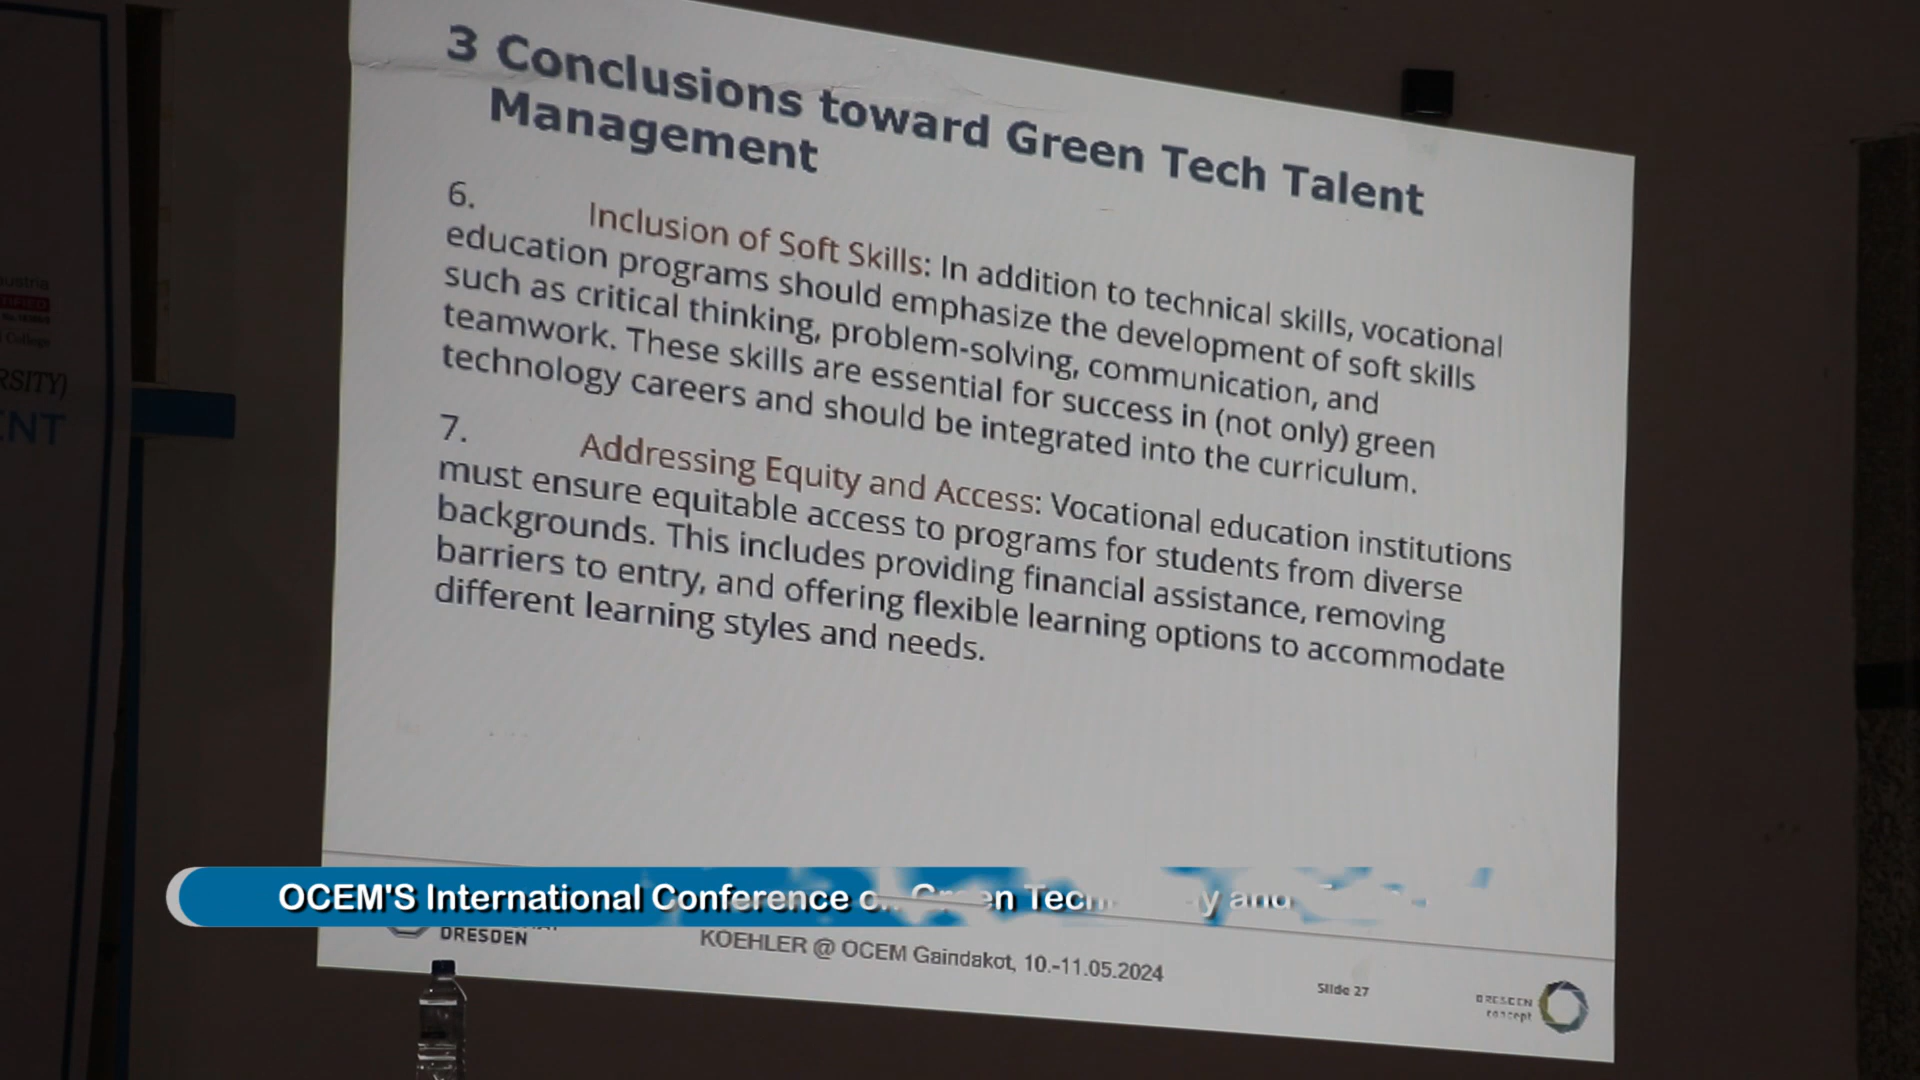 3 Conclusions toward Green Tech Talent
Management
6. Inclusion of Soft Skills: In addition to technical skills, vocational
education programs should emphasize the development of soft skills
such as critical thinking, problem-solving, communication, and
teamwork. These skills are essential for success in (not only) green
technology careers and should be integrated into the curriculum.
7. Addressing Equity and Access: Vocational education institutions
must ensure equitable access to programs for students from diverse
backgrounds. This includes providing financial assistance, removing
barriers to entry, and offering flexible learning options to accommodate
different learning styles and needs.
OCEM'S International Conference and
DRESDEN
KOEHLER @ OCEM Gaindakot, 10.-11.05.2024
Slide 27
DRESDEN
concept
College